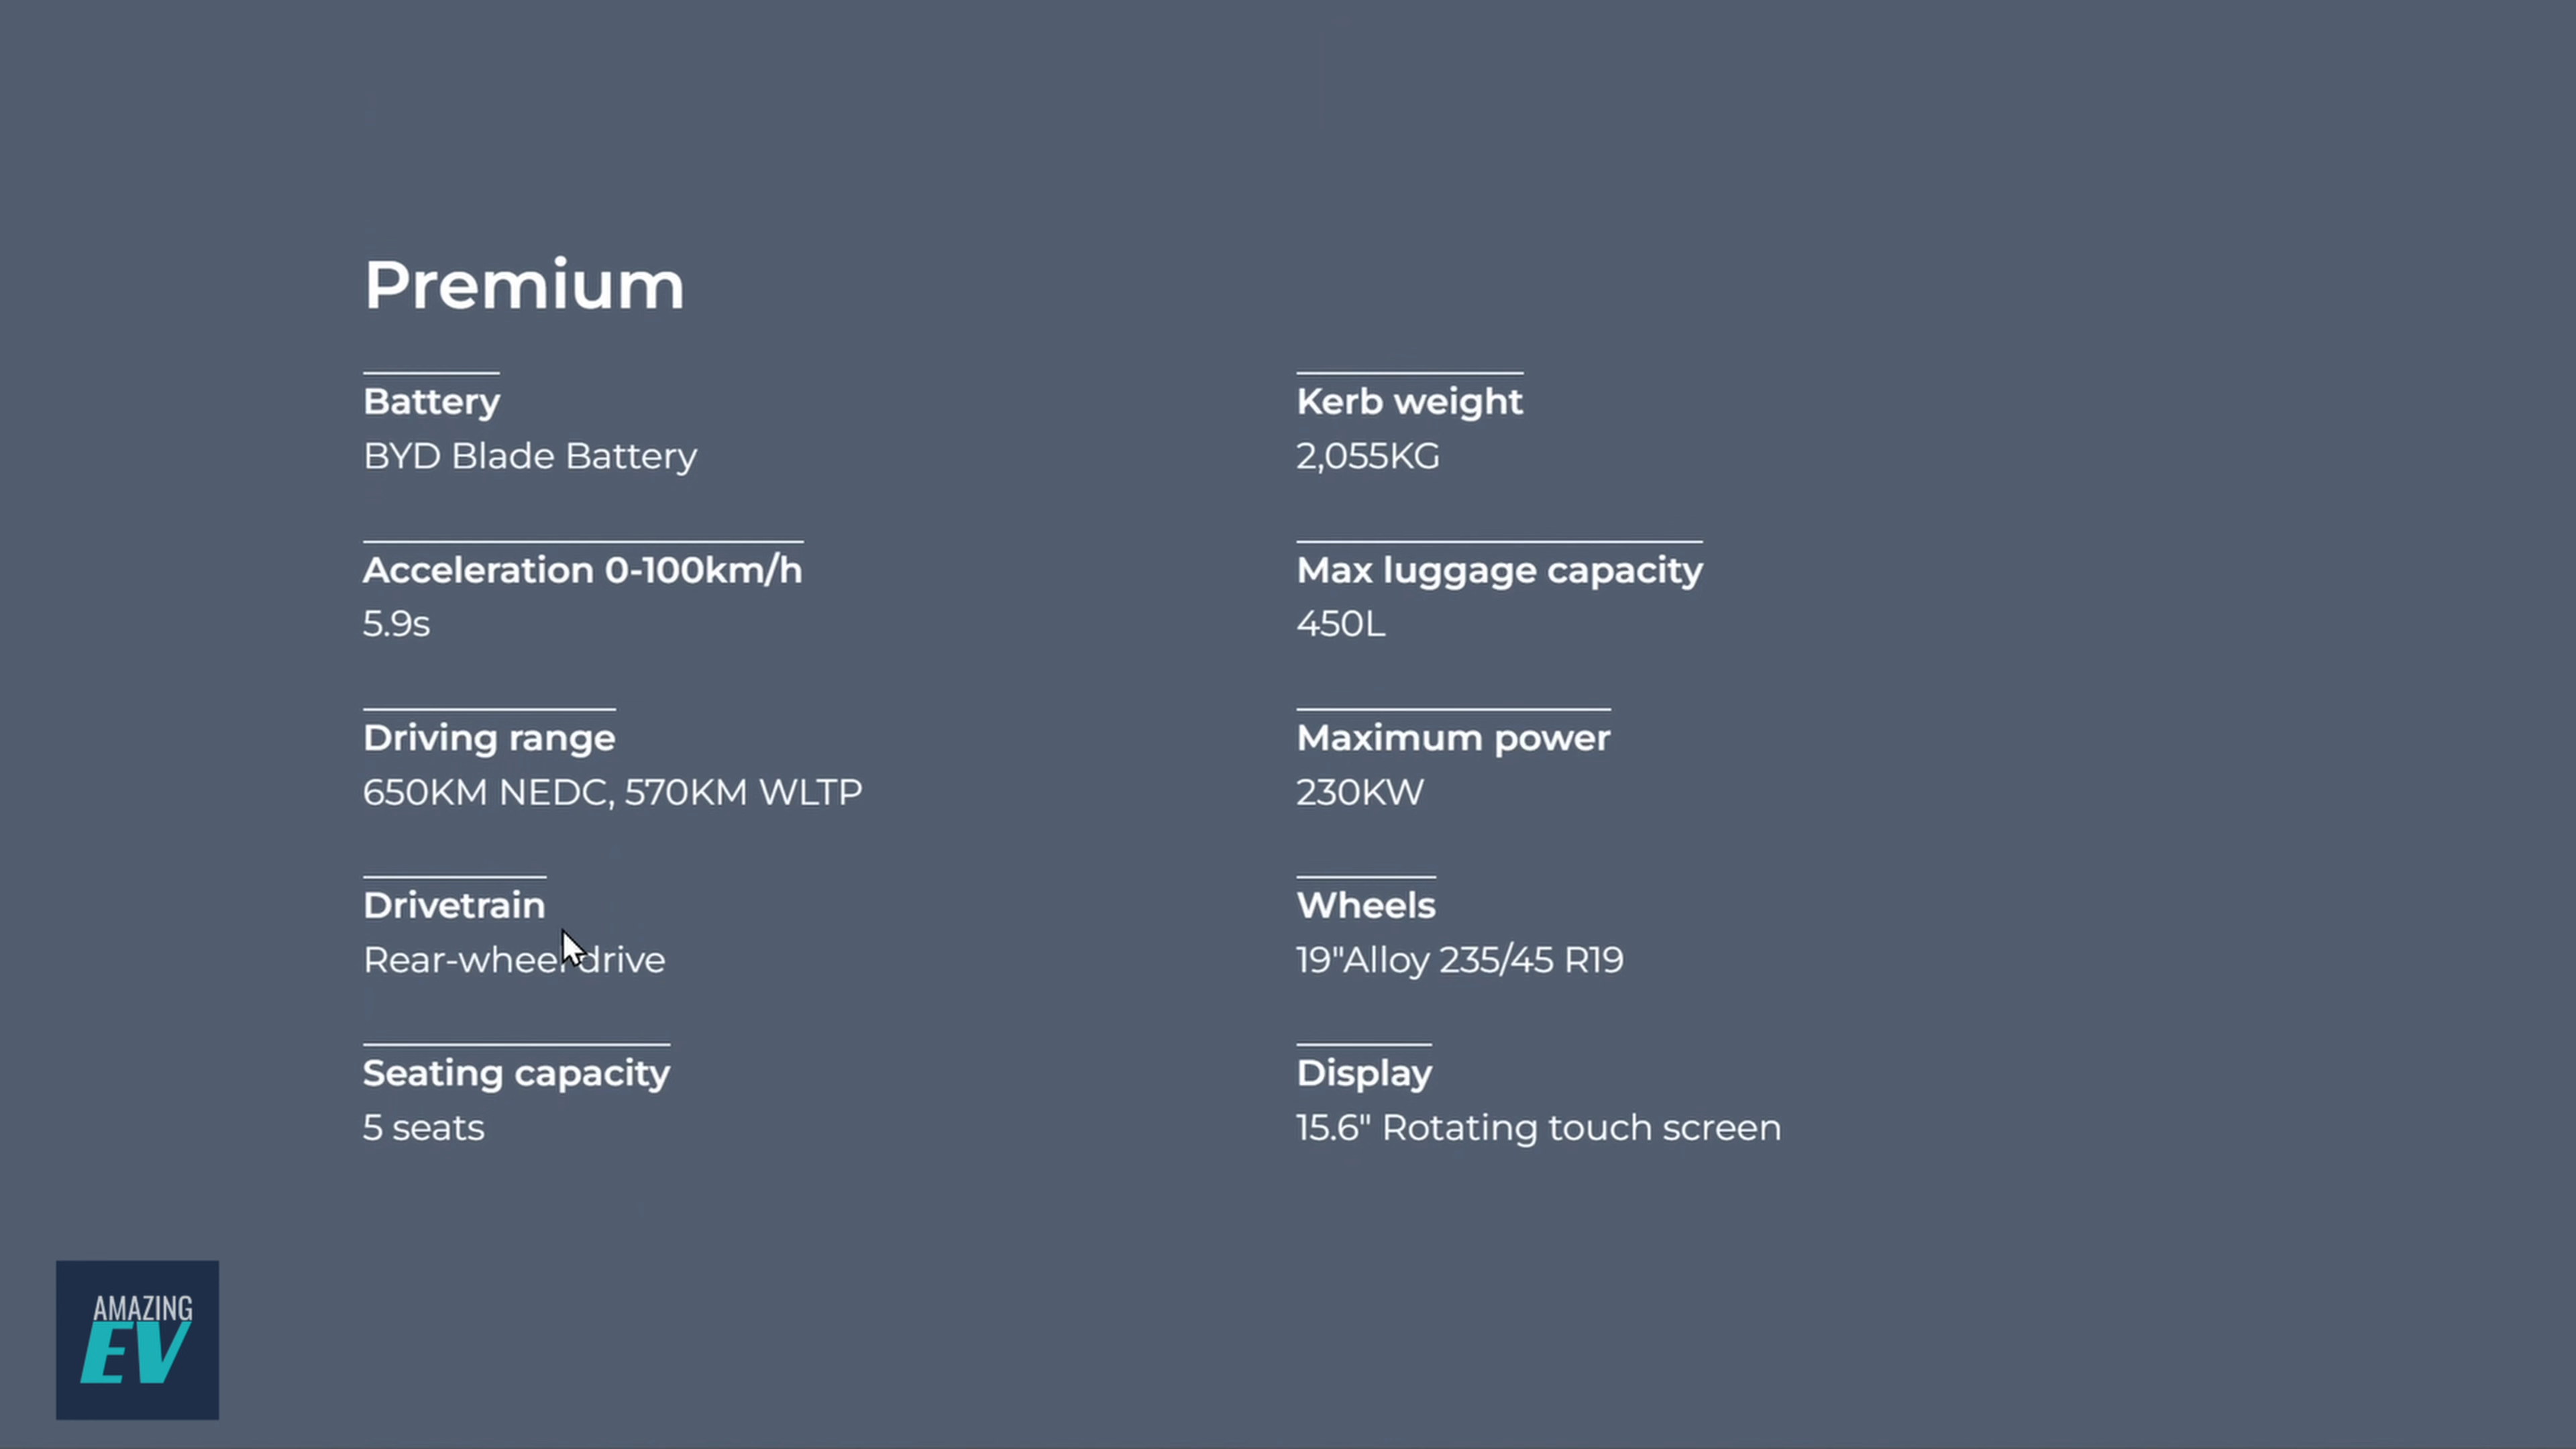 Premium
Battery
BYD Blade Battery
Acceleration 0-100km/h
5.9s
Driving range
650KM NEDC, 570KM WLTP
Drivetrain
Rear-wheel drive
Seating capacity
5 seats
Kerb weight
2,055KG
Max luggage capacity
450L
Maximum power
230KW
Wheels
19"Alloy 235/45 R19
Display
15.6" Rotating touch screen
AMAZING
EV